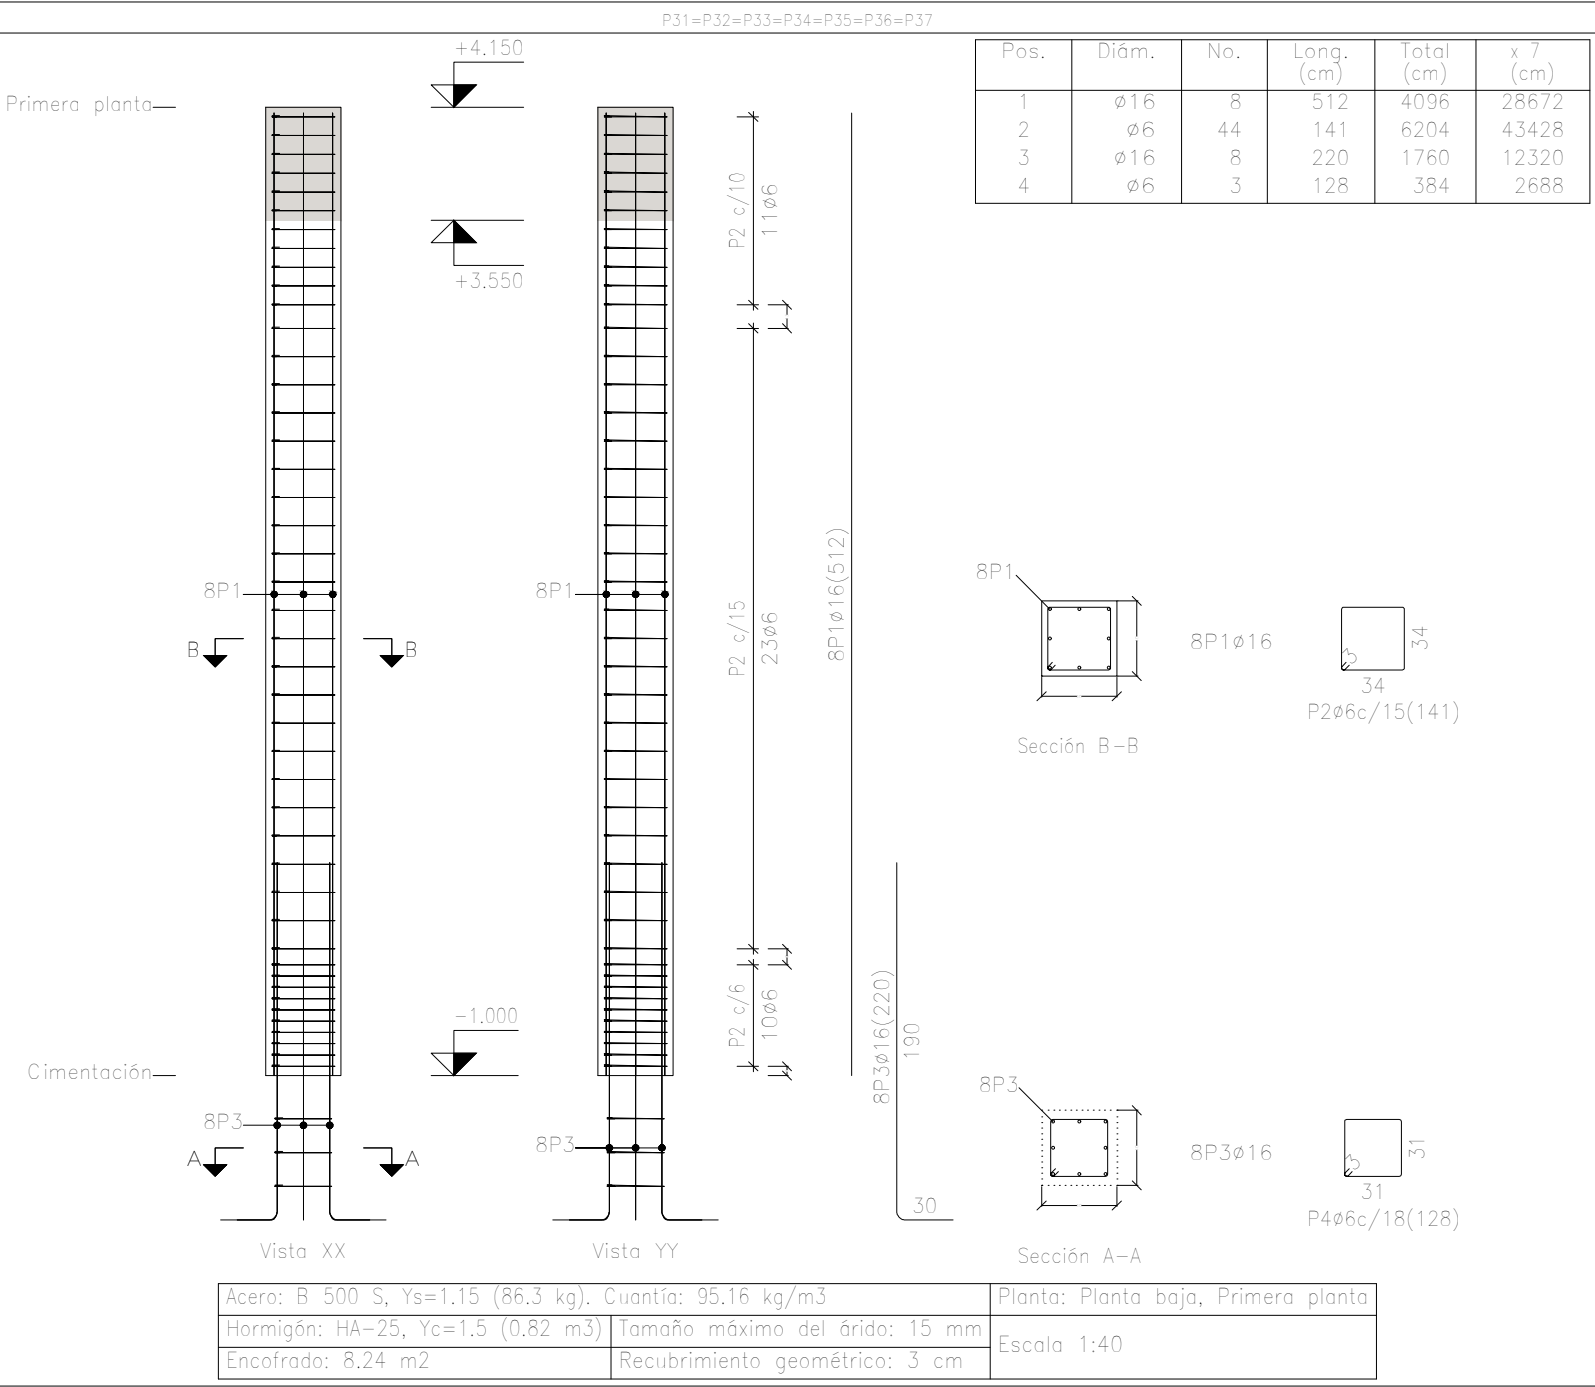 P31=P32=P33=P34=P35=P36=P37
+4.150
Primera planta
+3.550
Pos. Diám. No. Long. (cm) Total (cm) x 7 (cm)
1 ø16 8 512 4096 28672
2 ø6 44 141 6204 43428
3 ø16 8 220 1760 12320
4 ø6 3 128 384 2688
P2 c/10
11ø6
P2 c/15
23ø6
P2 c/6
10ø6
8P1ø16(512)
8P3ø16(220)
190
30
8P1
8P1
B
B
-1.000
Cimentación
8P3
8P3
A
A
Vista XX
Vista YY
8P1
8P1ø16
3
34
34
P2ø6c/15(141)
Sección B-B
8P3
8P3ø16
3
31
31
P4ø6c/18(128)
Sección A-A
Acero: B 500 S, Ys=1.15 (86.3 kg). Cuantía: 95.16 kg/m3
Planta: Planta baja, Primera planta
Hormigón: HA-25, Yc=1.5 (0.82 m3)
Tamaño máximo del árido: 15 mm
Escala 1:40
Encofrado: 8.24 m2
Recubrimiento geométrico: 3 cm